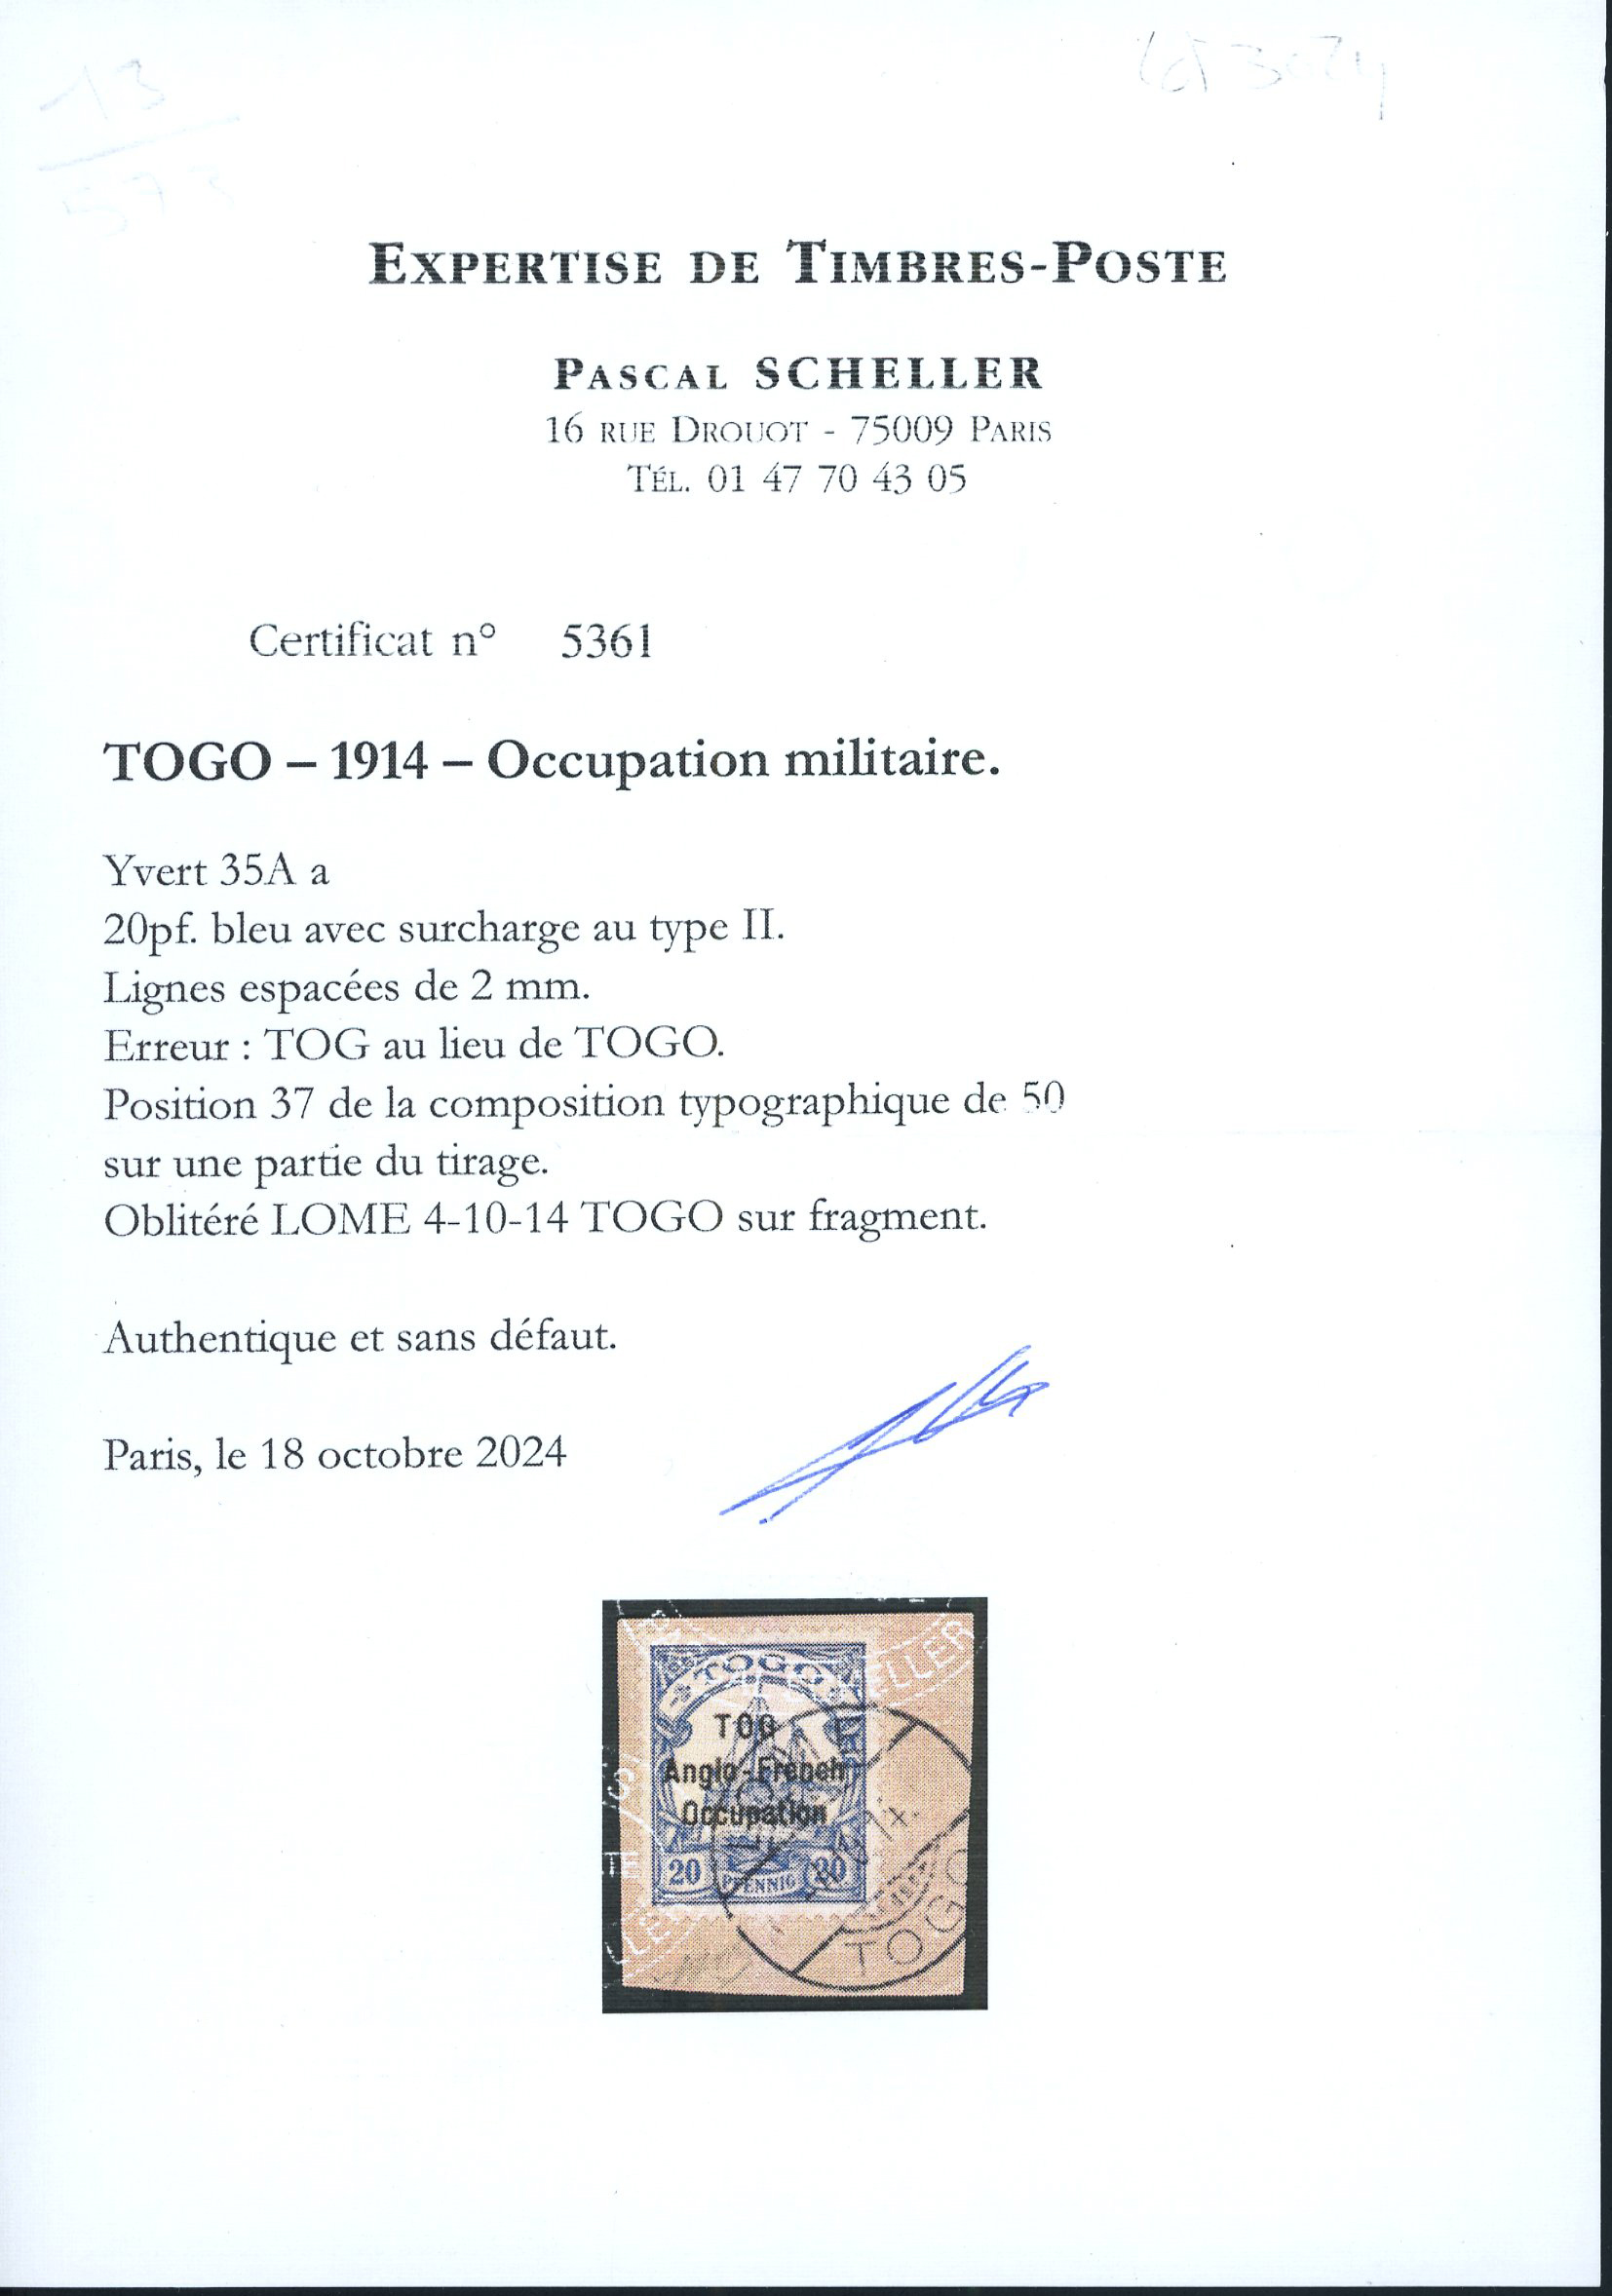 13
EXPERTISE DE TIMBRES-POSTE
PASCAL SCHELLER
16 RUE DROUOT - 75009 PARIS
TÉL. 01 47 70 43 05
Certificat n° 5361
TOGO – 1914 – Occupation militaire.
Yvert 35A a
20pf. bleu avec surcharge au type II.
Lignes espacées de 2 mm.
Erreur : TOG au lieu de TOGO.
Position 37 de la composition typographique de 50
sur une partie du tirage.
Oblitéré LOME 4-10-14 TOGO sur fragment.
Authentique et sans défaut.
Paris, le 18 octobre 2024
TOGO
TOG
Anglo-French
Occupation
20 PFENNIG 20
TOGO